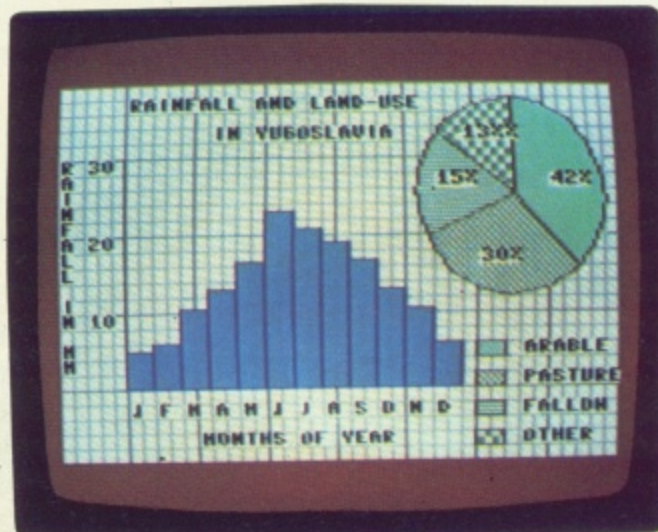 RAINFALL AND LAND-USE
IN YUGOSLAVIA
RAINFALL IN MM
30
20
10
J F M A M J J A S D N D
MONTHS OF YEAR
13%
15%
42%
30%
ARABLE
PASTURE
FALLOW
OTHER